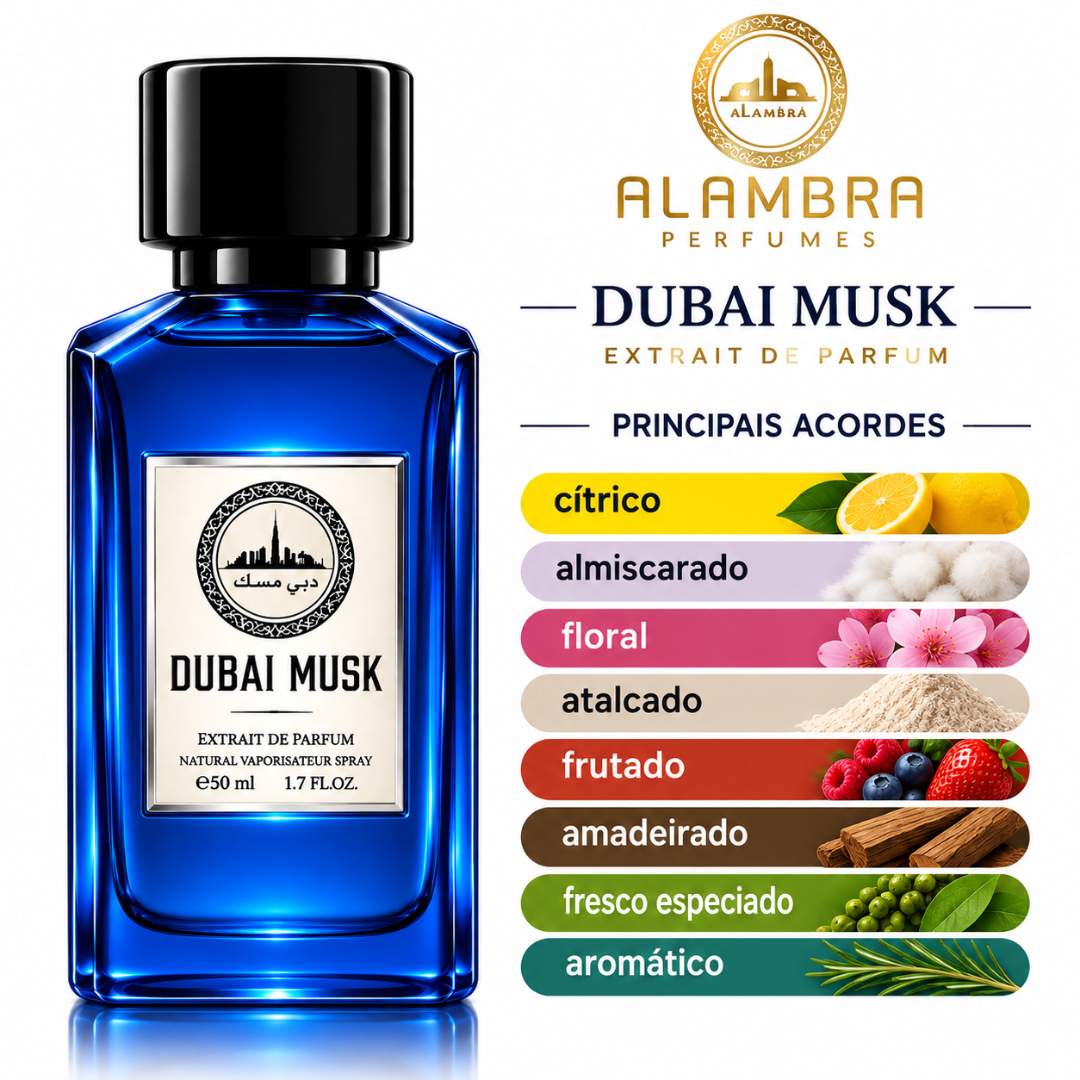 دبي مسك
DUBAI MUSK
EXTRAIT DE PARFUM
NATURAL VAPORISATEUR SPRAY
℮50 ml 1.7 FL.OZ.
ALAMBRA
ALAMBRA
PERFUMES
DUBAI MUSK
EXTRAIT DE PARFUM
PRINCIPAIS ACORDES
cítrico
almiscarado
floral
atalcado
frutado
amadeirado
fresco especiado
aromático